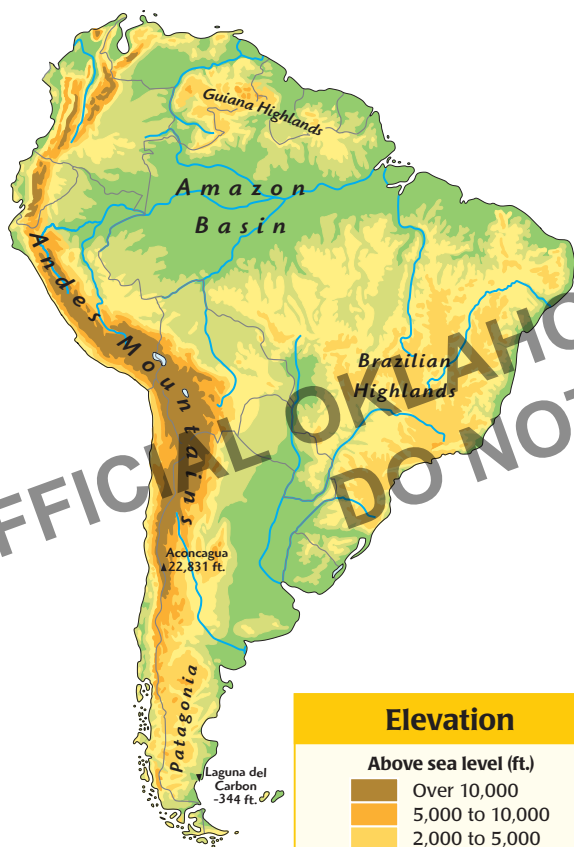 Guiana Highlands
Amazon
Basin
Andes Mountains
Brazilian
Highlands
OFFICIAL OKLAHO
DO NOT
Aconcagua
▲22,831 ft.
Patagonia
Laguna del
Carbon
-344 ft.
Elevation
Above sea level (ft.)
Over 10,000
5,000 to 10,000
2,000 to 5,000